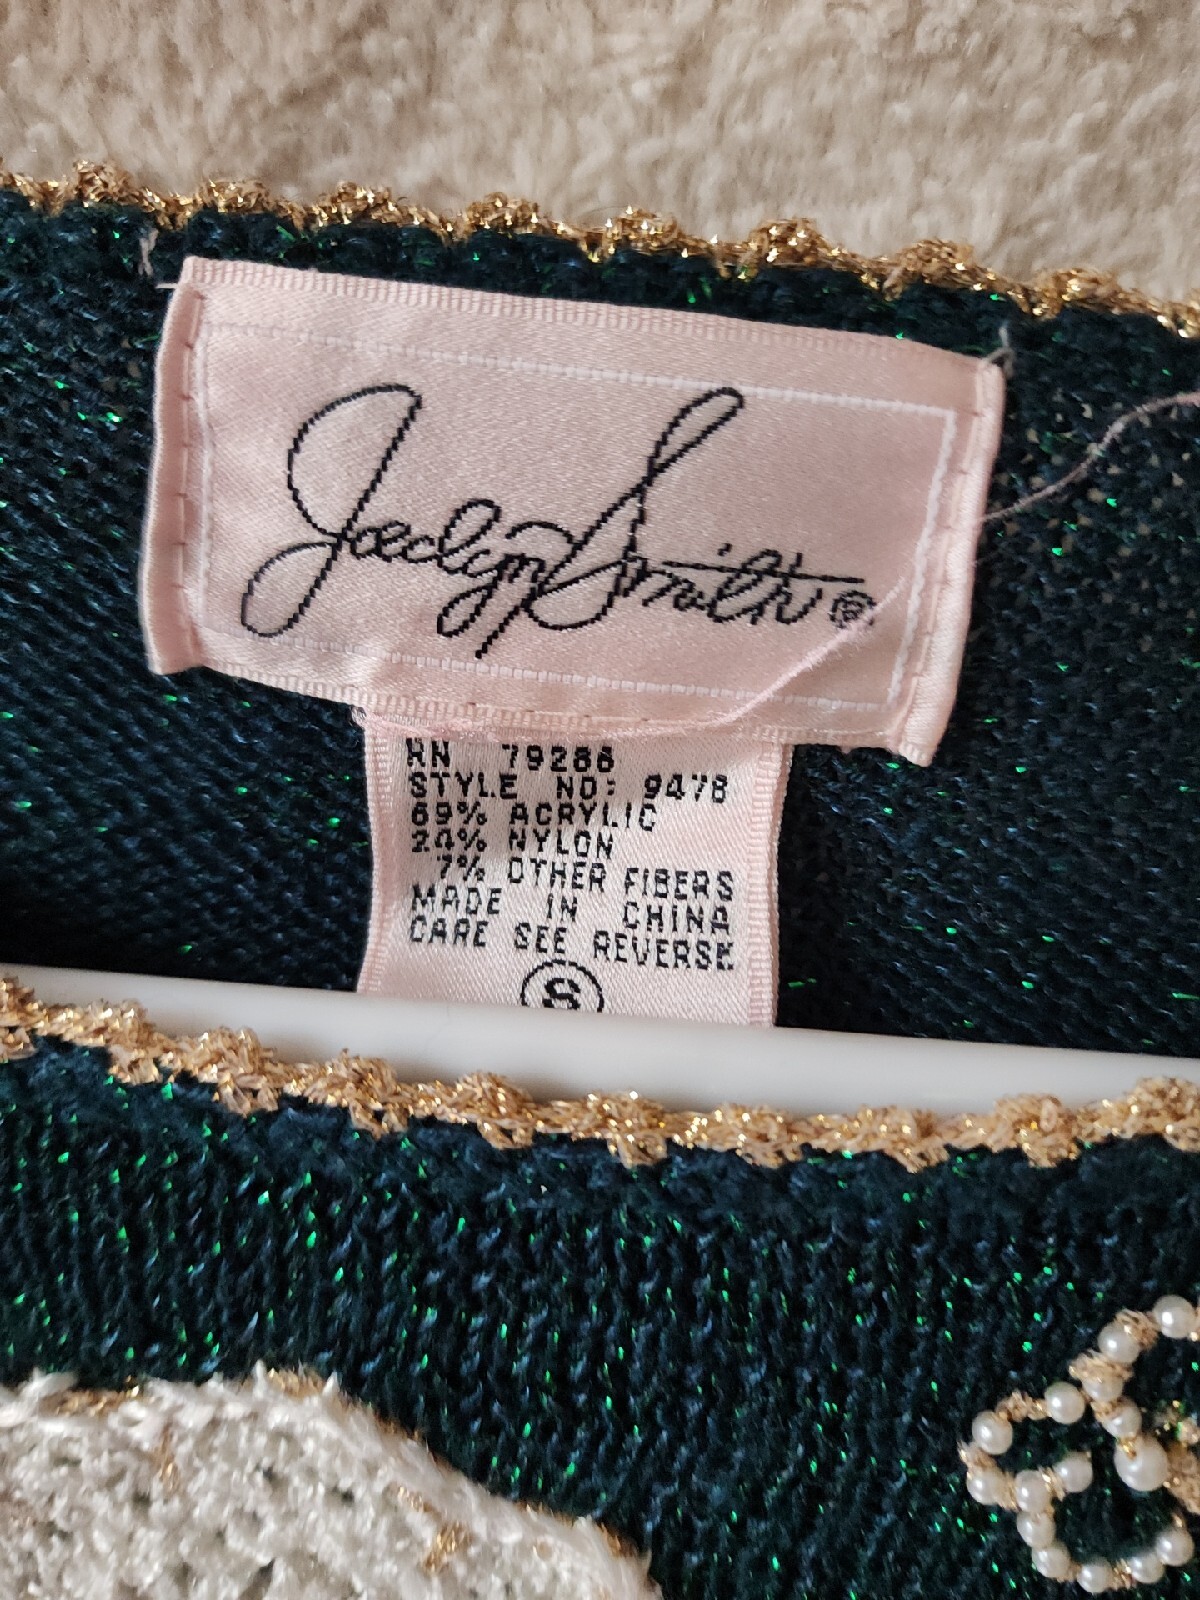 Jaclyn Smith ®
RN 79286
STYLE NO: 9478
69% ACRYLIC
24% NYLON
7% OTHER FIBERS
MADE IN CHINA
CARE SEE REVERSE
S